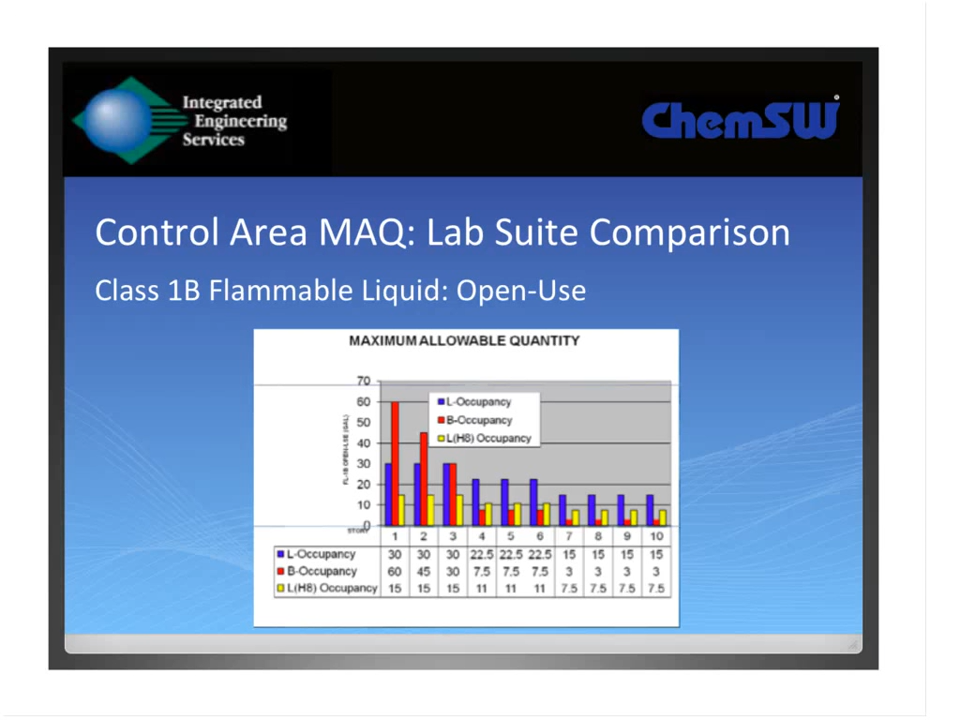 Integrated
Engineering
Services
ChemSW®
Control Area MAQ: Lab Suite Comparison
Class 1B Flammable Liquid: Open-Use
MAXIMUM ALLOWABLE QUANTITY
70
60
50
40
30
20
10
0
FL-1B OPEN-USE (GAL)
L-Occupancy
B-Occupancy
L(H8) Occupancy
STORY 1 2 3 4 5 6 7 8 9 10
L-Occupancy 30 30 30 22.5 22.5 22.5 15 15 15 15
B-Occupancy 60 45 30 7.5 7.5 7.5 3 3 3 3
L(H8) Occupancy 15 15 15 11 11 11 7.5 7.5 7.5 7.5